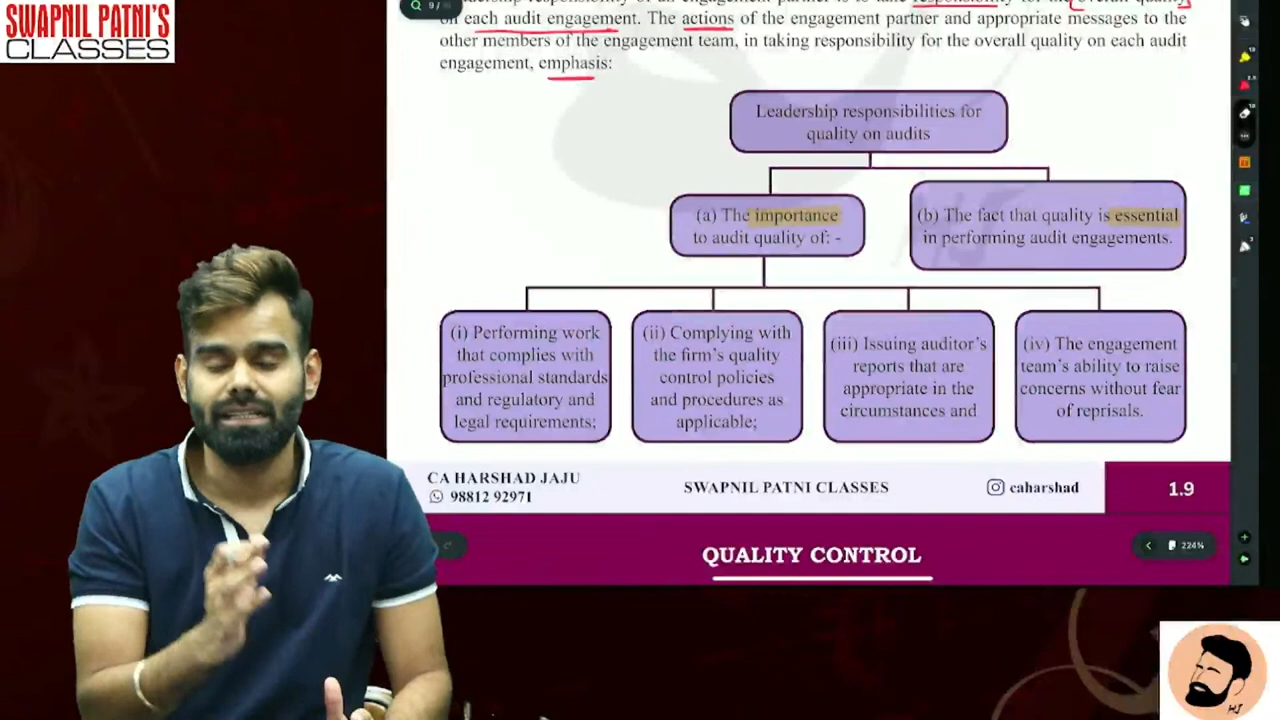 SWAPNIL PATNI'S
CLASSES
9/
on each audit engagement. The actions of the engagement partner and appropriate messages to the
other members of the engagement team, in taking responsibility for the overall quality on each audit
engagement, emphasis:
Leadership responsibilities for
quality on audits
(a) The importance
to audit quality of: -
(b) The fact that quality is essential
in performing audit engagements.
(i) Performing work
that complies with
professional standards
and regulatory and
legal requirements;
(ii) Complying with
the firm's quality
control policies
and procedures as
applicable;
(iii) Issuing auditor's
reports that are
appropriate in the
circumstances and
(iv) The engagement
team's ability to raise
concerns without fear
of reprisals.
CA HARSHAD JAJU
98812 92971
SWAPNIL PATNI CLASSES
caharshad
1.9
QUALITY CONTROL
224%
HJ